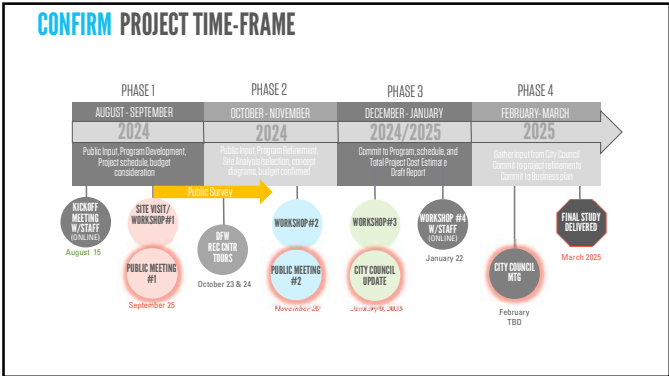 CONFIRM PROJECT TIME-FRAME
PHASE 1
PHASE 2
PHASE 3
PHASE 4
AUGUST - SEPTEMBER
OCTOBER - NOVEMBER
DECEMBER - JANUARY
FEBRUARY- MARCH
2024
2024
2024/2025
2025
Public Input, Program Development,
Project schedule, budget
consideration
Public Input, Program Refinement,
Site Analysis/selection, concept
diagrams, budget confirmed
Commit to Program, schedule, and
Total Project Cost Estimate
Draft Report
Gather input from City Council
Commit to project refinements
Commit to Business plan
Public Survey
KICKOFF
MEETING
W/STAFF
(ONLINE)
August 15
SITE VISIT/
WORKSHOP #1
PUBLIC MEETING
#1
September 25
DFW
REC CNTR
TOURS
October 23 & 24
WORKSHOP #2
PUBLIC MEETING
#2
November 20
WORKSHOP #3
CITY COUNCIL
UPDATE
January
WORKSHOP #4
W/STAFF
(ONLINE)
January 22
CITY COUNCIL
MTG
February
TBD
FINAL STUDY
DELIVERED
March 2025